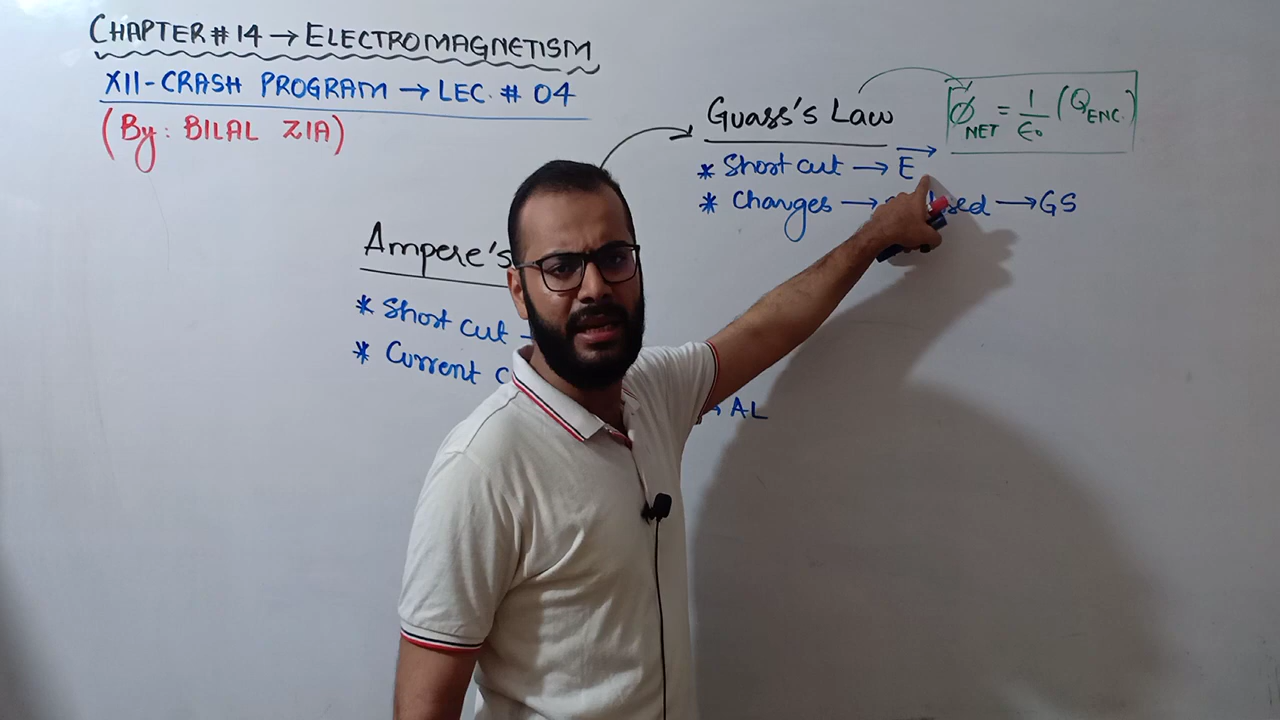 CHAPTER # 14 → ELECTROMAGNETISM
XII-CRASH PROGRAM → LEC. # 04
(By: BILAL ZIA)
Guass's Law
Φ NET = 1/ε₀ (Q ENC.)
* Short cut → E
* Changes → → GS
Ampere's
* Short cut →
* Current
→ AL